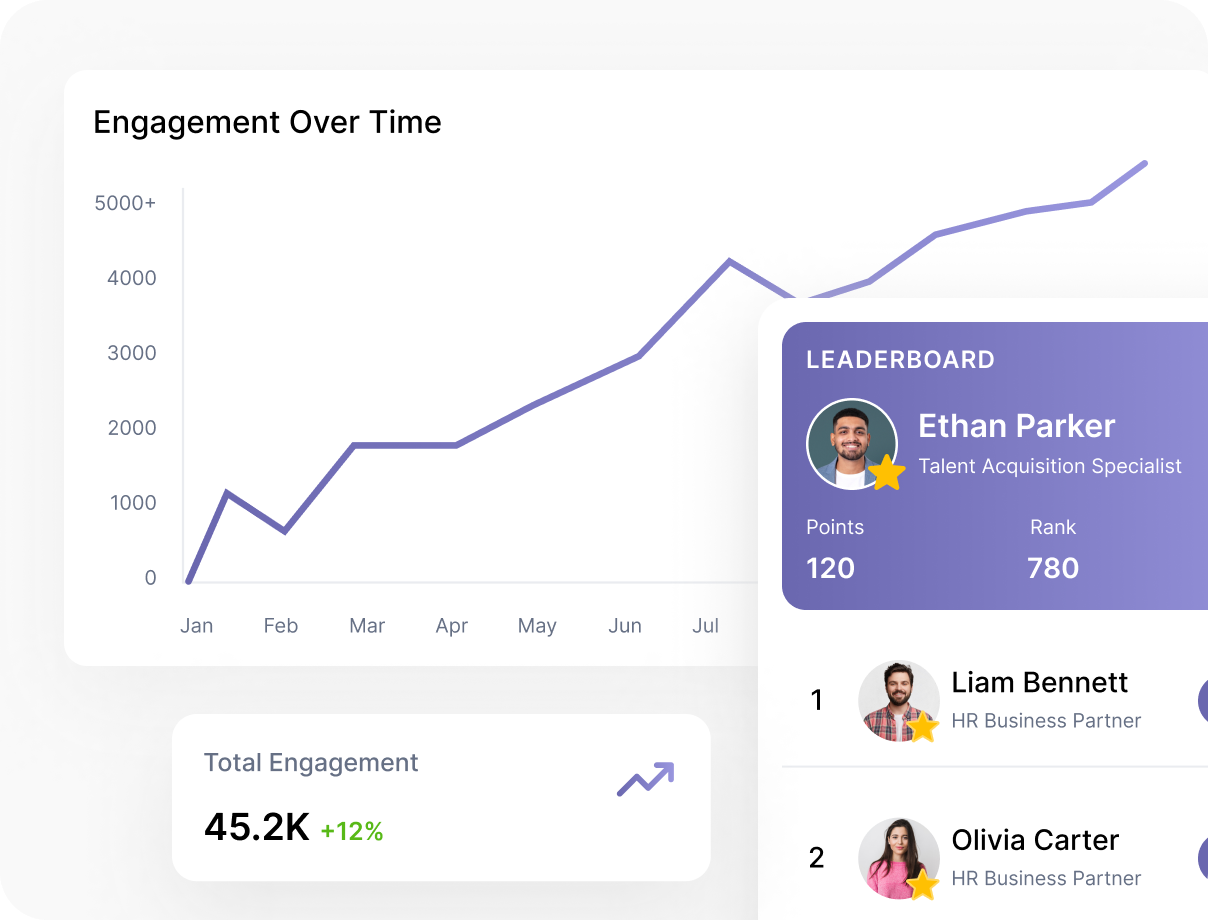 Engagement Over Time
5000+
4000
3000
2000
1000
0
Jan Feb Mar Apr May Jun Jul
Total Engagement
45.2K +12%
LEADERBOARD
Ethan Parker
Talent Acquisition Specialist
Points Rank
120 780
1 Liam Bennett
HR Business Partner
2 Olivia Carter
HR Business Partner